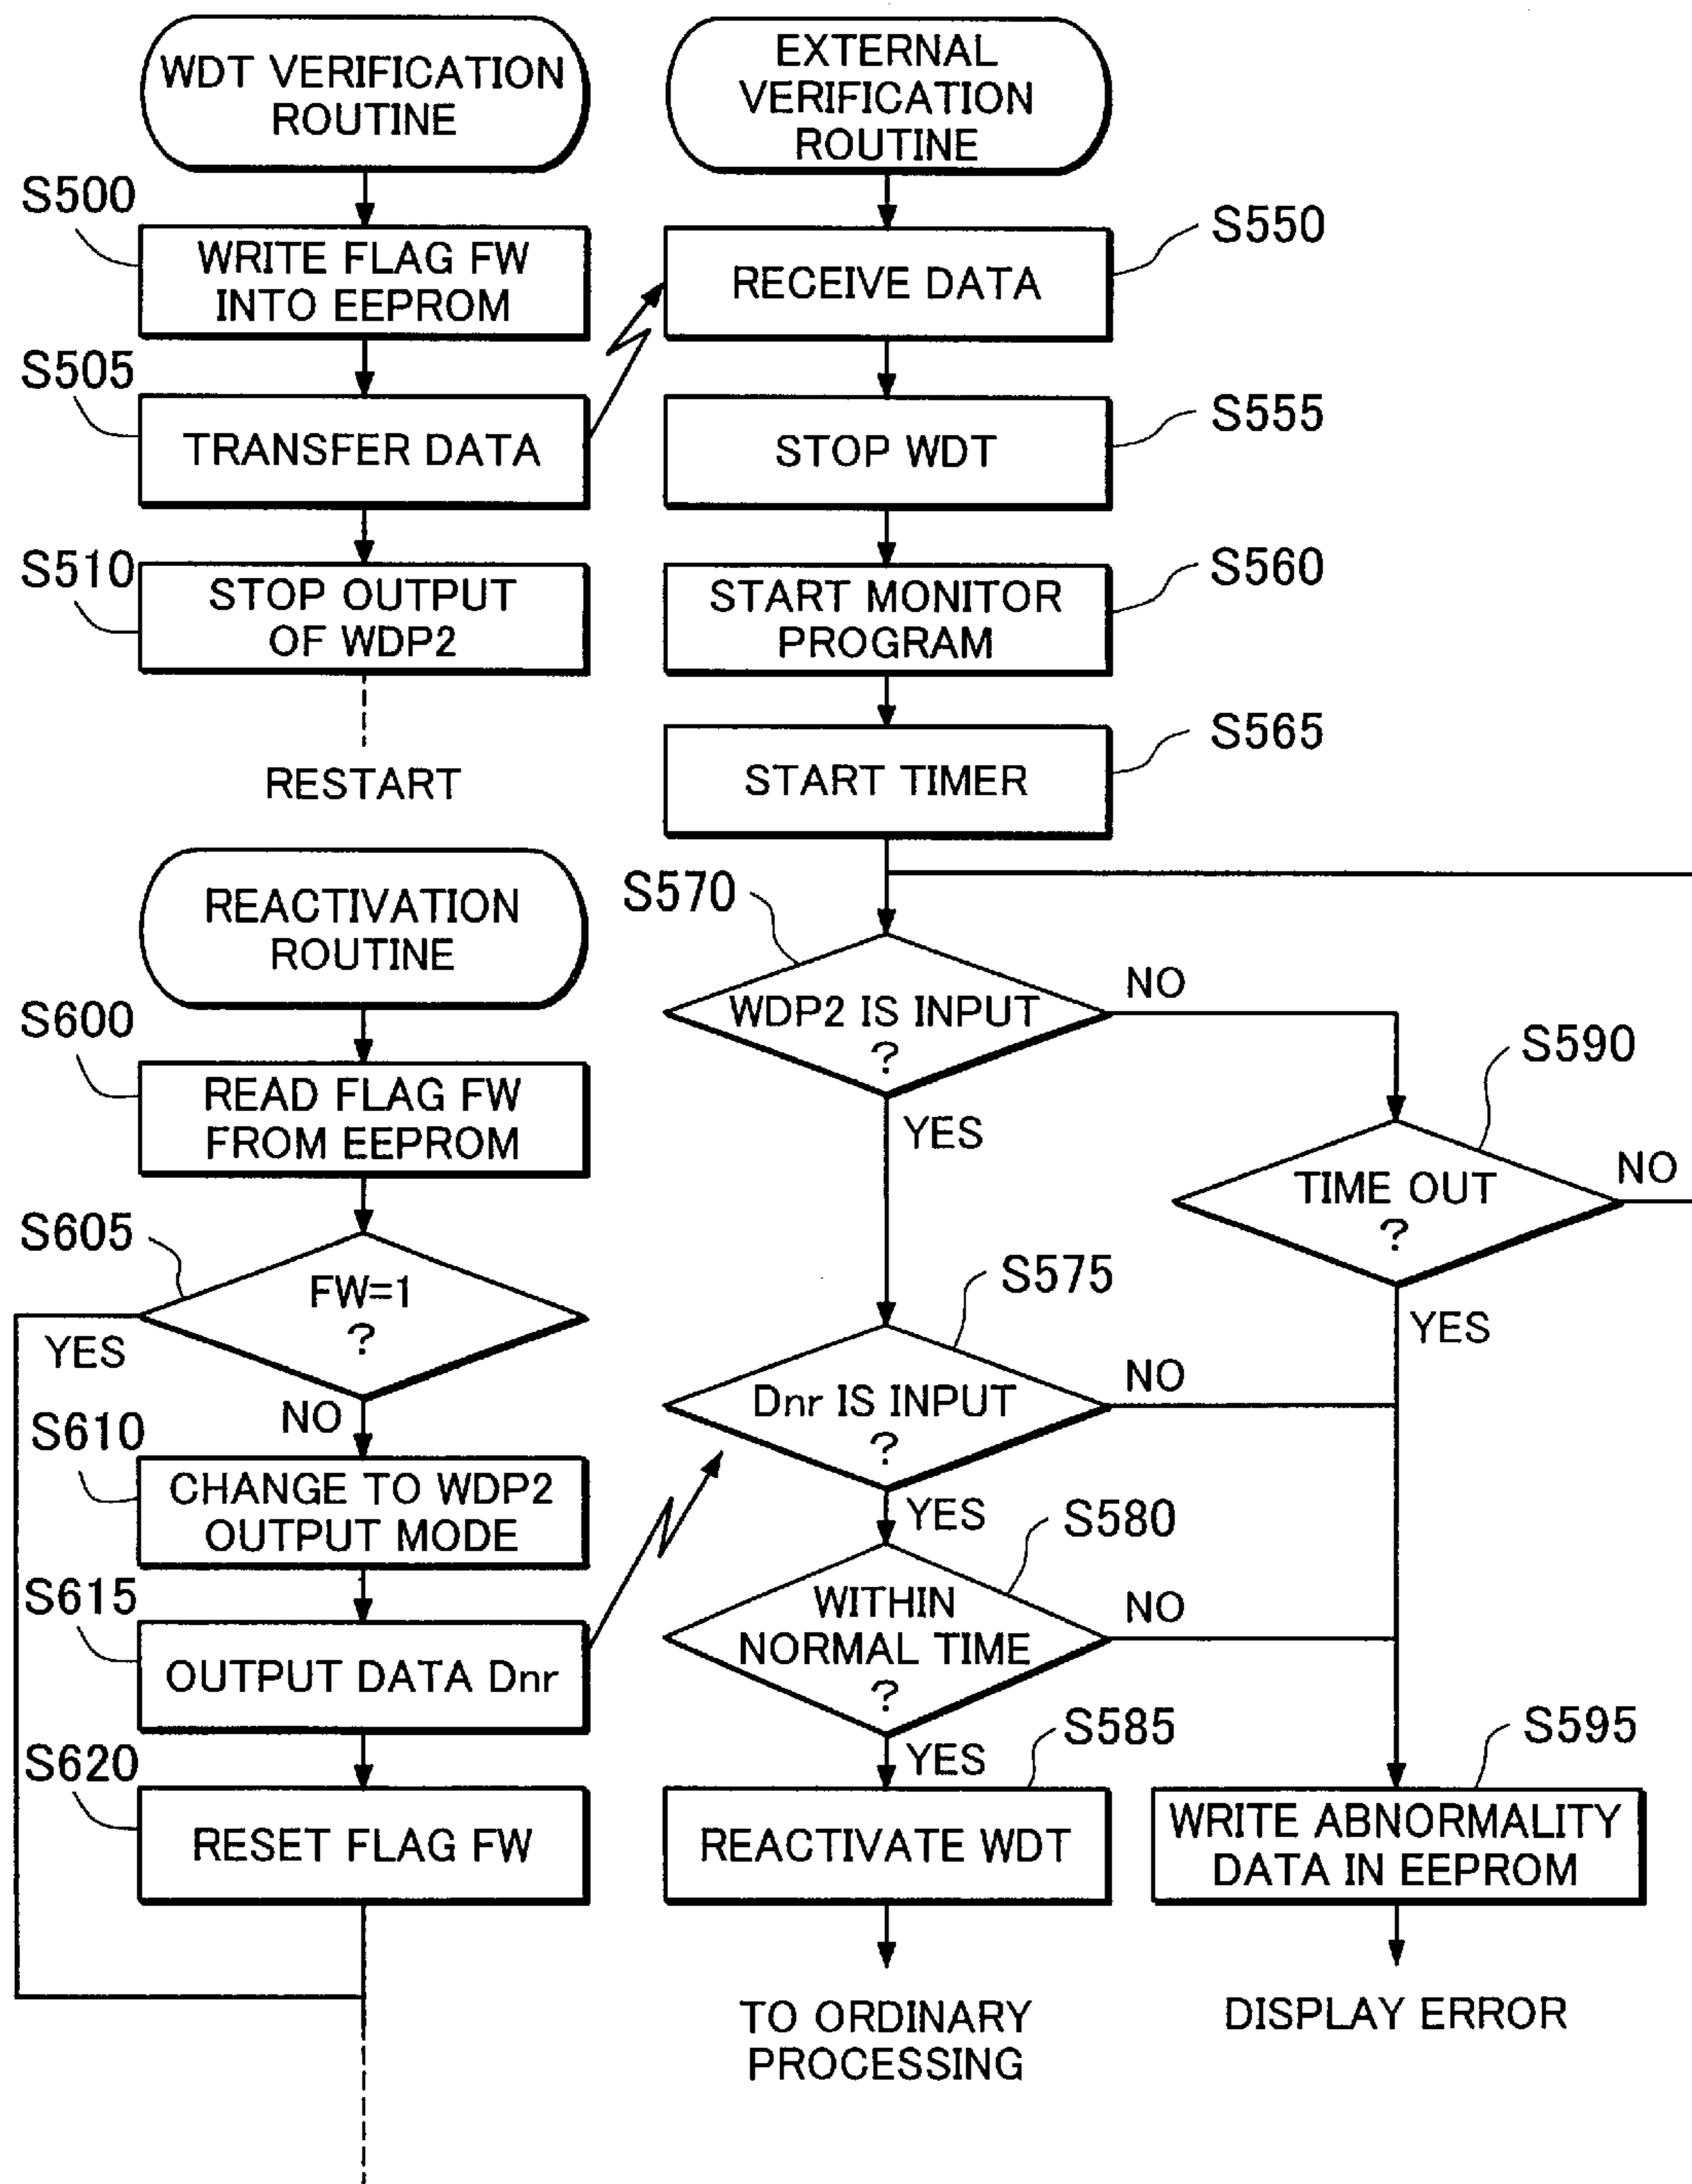 WDT VERIFICATION
ROUTINE
S500
WRITE FLAG FW
INTO EEPROM
S505
TRANSFER DATA
S510
STOP OUTPUT
OF WDP2
RESTART
REACTIVATION
ROUTINE
S600
READ FLAG FW
FROM EEPROM
S605
FW=1
?
YES
NO
S610
CHANGE TO WDP2
OUTPUT MODE
S615
OUTPUT DATA Dnr
S620
RESET FLAG FW
EXTERNAL
VERIFICATION
ROUTINE
S550
RECEIVE DATA
S555
STOP WDT
S560
START MONITOR
PROGRAM
S565
START TIMER
S570
WDP2 IS INPUT
?
NO
YES
S590
TIME OUT
?
NO
YES
S575
Dnr IS INPUT
?
NO
YES
S580
WITHIN
NORMAL TIME
?
NO
YES
S585
REACTIVATE WDT
TO ORDINARY
PROCESSING
S595
WRITE ABNORMALITY
DATA IN EEPROM
DISPLAY ERROR